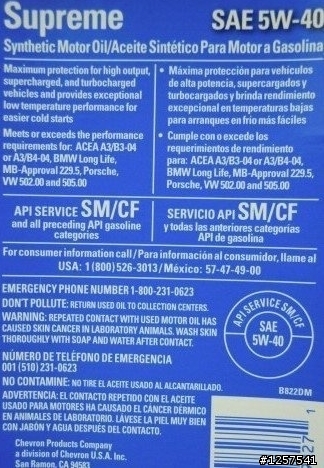 Supreme SAE 5W-40
Synthetic Motor Oil/Aceite Sintético Para Motor a Gasolina
Maximum protection for high output,
supercharged, and turbocharged
vehicles and provides exceptional
low temperature performance for
easier cold starts
Meets or exceeds the performance
requirements for: ACEA A3/B3-04
or A3/B4-04, BMW Long Life,
MB-Approval 229.5, Porsche,
VW 502.00 and 505.00
• Máxima protección para vehículos
de alta potencia, supercargados y
turbocargados y brinda rendimiento
excepcional en temperaturas bajas
para arranques en frío más fáciles
• Cumple con o excede los
requerimientos de rendimiento
para: ACEA A3/B3-04 or A3/B4-04,
BMW Long Life, MB-Approval 229.5,
Porsche, VW 502.00 and 505.00
API SERVICE SM/CF
and all preceding API gasoline
categories
SERVICIO API SM/CF
y todas las anteriores categorías
API de gasolina
For consumer information call/Para información al consumidor, llame al
USA: 1 (800) 526-3013/México: 57-47-49-00
EMERGENCY PHONE NUMBER 1-800-231-0623
DON'T POLLUTE: RETURN USED OIL TO COLLECTION CENTERS.
WARNING: REPEATED CONTACT WITH USED MOTOR OIL HAS
CAUSED SKIN CANCER IN LABORATORY ANIMALS. WASH SKIN
THOROUGHLY WITH SOAP AND WATER AFTER CONTACT.
NÚMERO DE TELÉFONO DE EMERGENCIA
001 (510) 231-0623
NO CONTAMINE: NO TIRE EL ACEITE USADO AL ALCANTARILLADO.
ADVERTENCIA: EL CONTACTO REPETIDO CON EL ACEITE
USADO PARA MOTORES HA CAUSADO EL CÁNCER DÉRMICO
EN ANIMALES DE LABORATORIO. LÁVESE LA PIEL MUY BIEN
CON JABÓN Y AGUA DESPUÉS DEL CONTACTO.
Chevron Products Company
a division of Chevron U.S.A. Inc.
San Ramon, CA 94583
API SERVICE SM/CF
SAE
5W-40
B822DM
#1257541